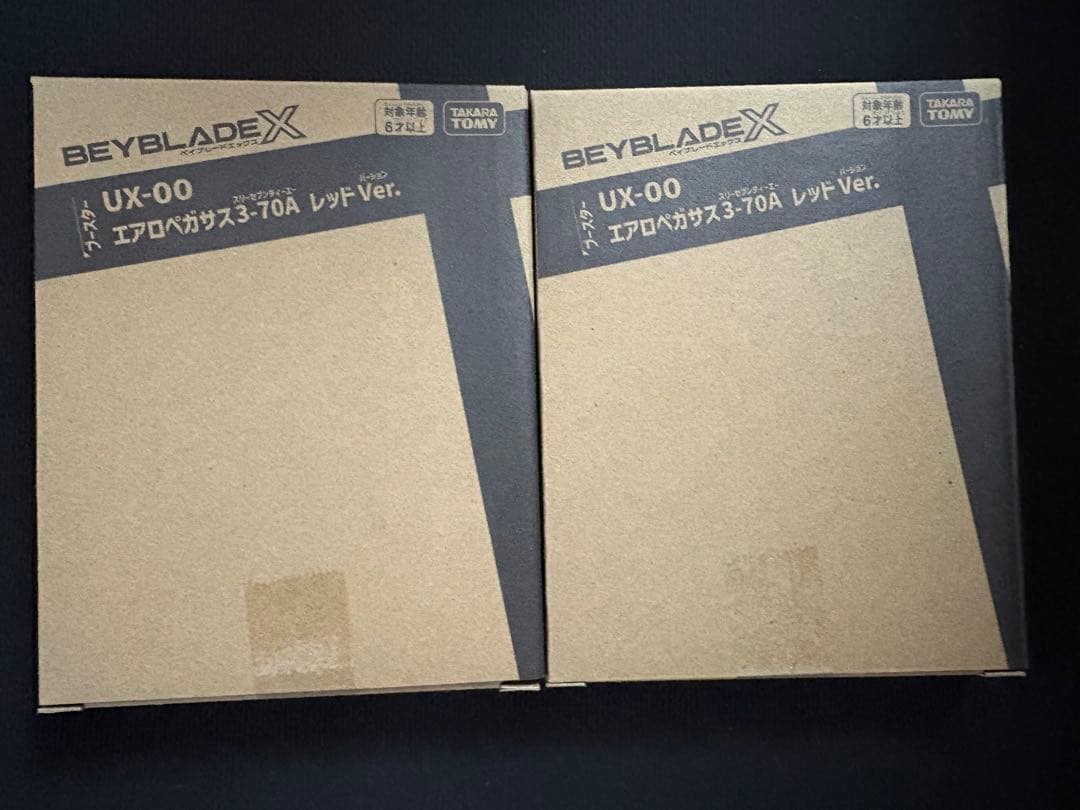 BEYBLADE X
ベイブレードエックス
対象年齢
6才以上
TAKARA
TOMY
ブースター
UX-00
スリーセブンティーエー
バージョン
エアロペガサス3-70A レッドVer.
BEYBLADE X
ベイブレードエックス
対象年齢
6才以上
TAKARA
TOMY
ブースター
UX-00
スリーセブンティーエー
バージョン
エアロペガサス3-70A レッドVer.